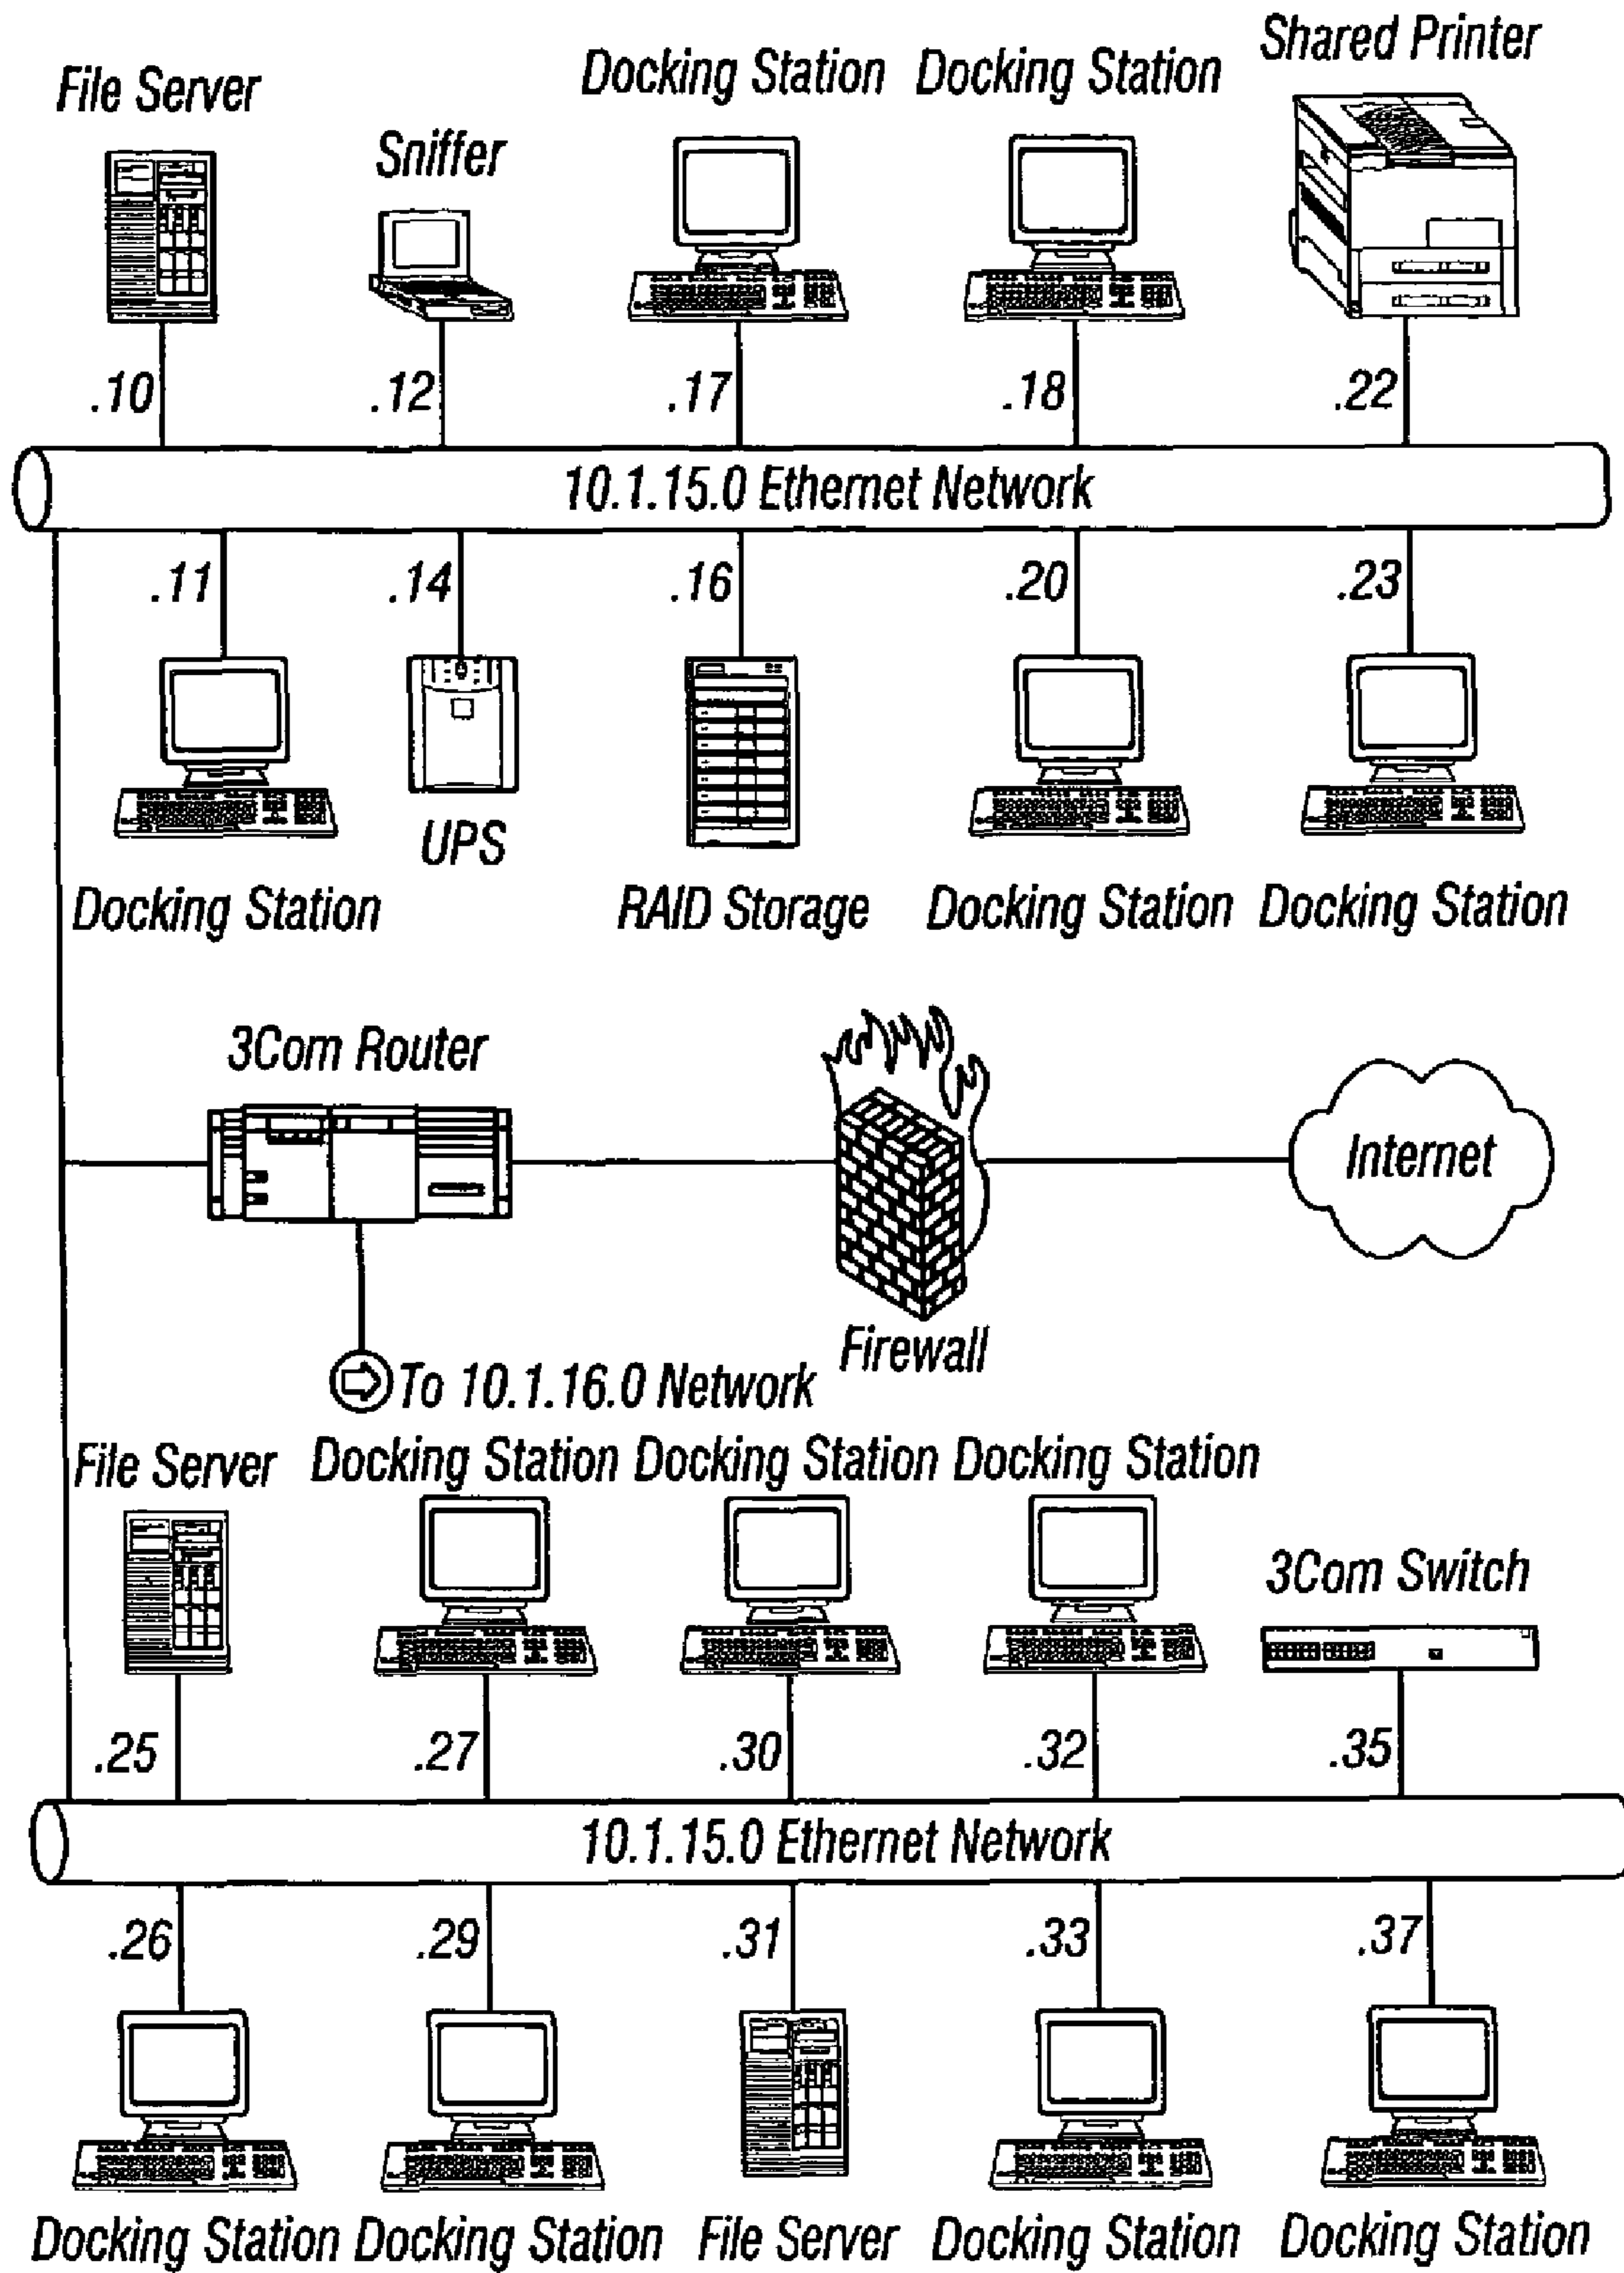 Shared Printer
Docking Station Docking Station
File Server
Sniffer
.10 .12 .17 .18 .22
10.1.15.0 Ethernet Network
.11 .14 .16 .20 .23
UPS
Docking Station RAID Storage Docking Station Docking Station
3Com Router
Internet
Firewall
To 10.1.16.0 Network
File Server Docking Station Docking Station Docking Station
3Com Switch
.25 .27 .30 .32 .35
10.1.15.0 Ethernet Network
.26 .29 .31 .33 .37
Docking Station Docking Station File Server Docking Station Docking Station